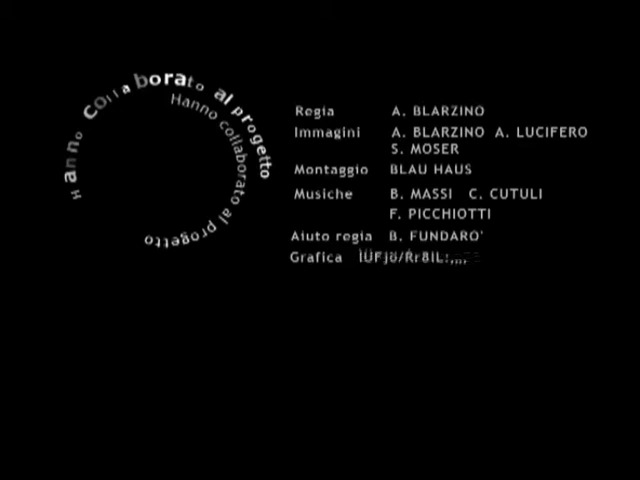 Hanno collaborato al progetto
Hanno collaborato al progetto
Regia A. BLARZINO
Immagini A. BLARZINO A. LUCIFERO
S. MOSER
Montaggio BLAU HAUS
Musiche B. MASSI C. CUTULI
F. PICCHIOTTI
Aiuto regia B. FUNDARO'
Grafica